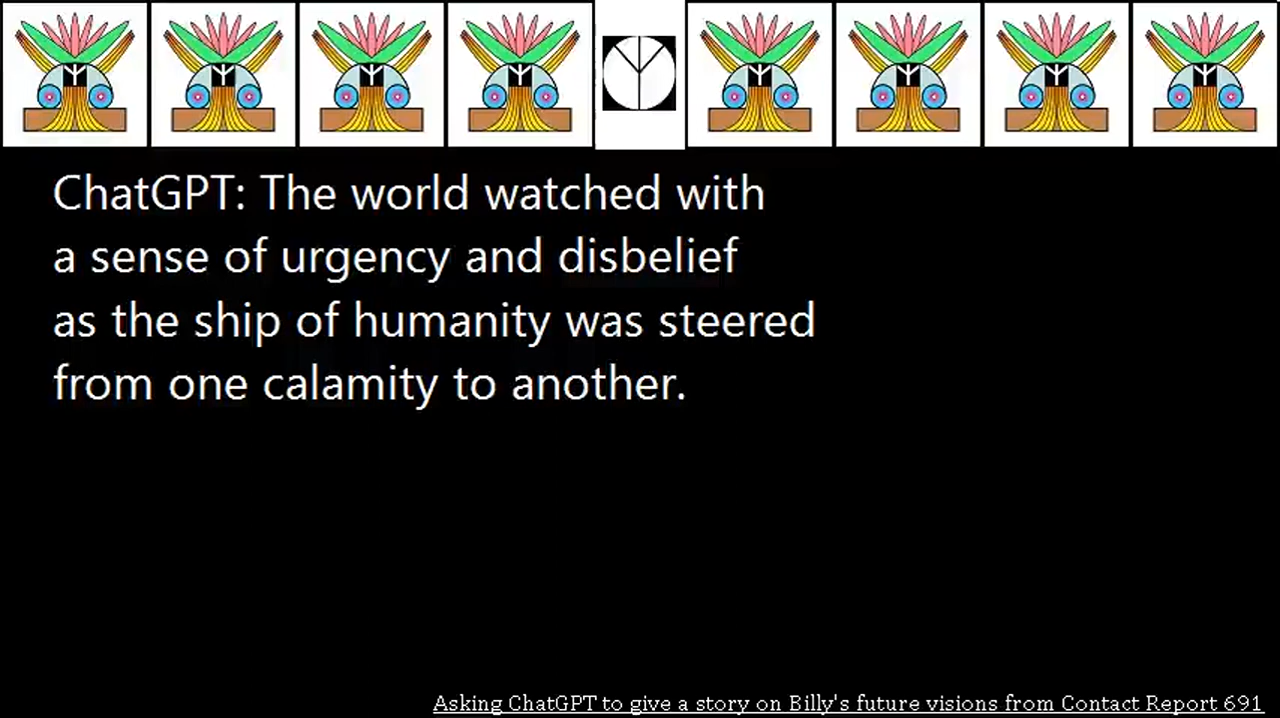 ChatGPT: The world watched with
a sense of urgency and disbelief
as the ship of humanity was steered
from one calamity to another.
Asking ChatGPT to give a story on Billy's future visions from Contact Report 691